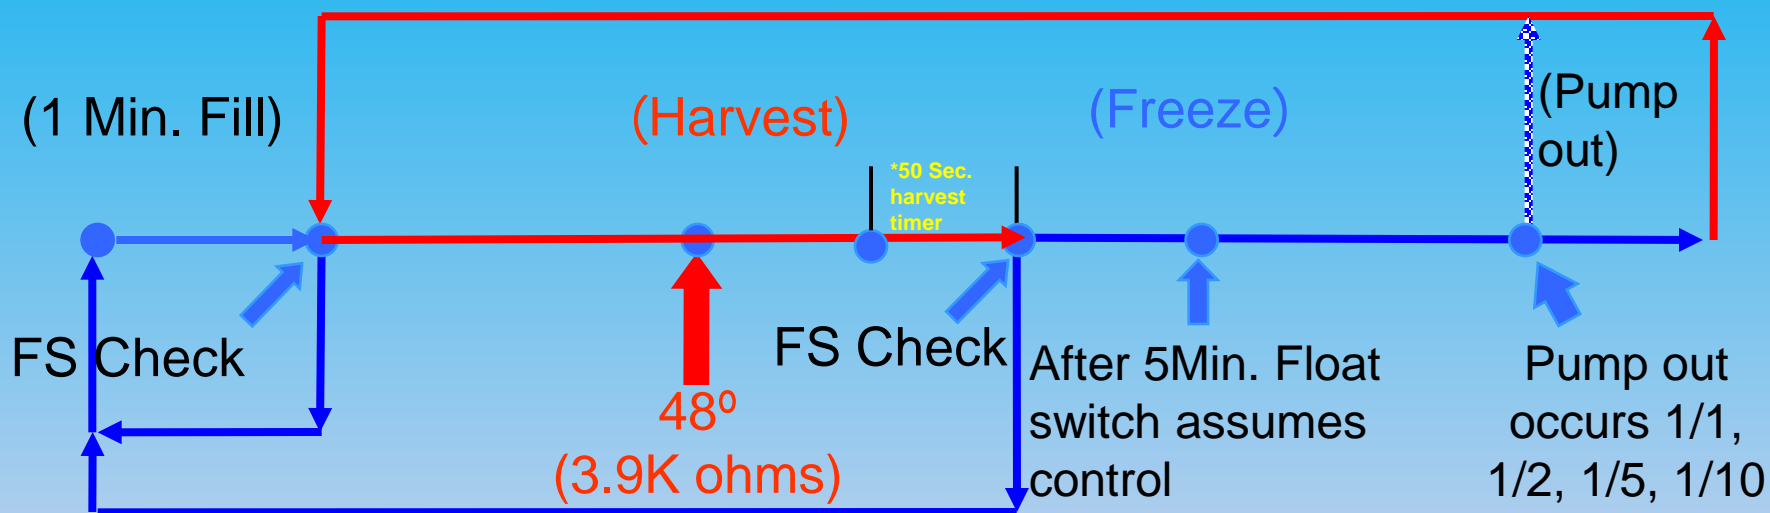 (1 Min. Fill)
(Harvest)
(Freeze)
(Pump
out)
*50 Sec.
harvest
timer
FS Check
48⁰
(3.9K ohms)
FS Check
After 5Min. Float
switch assumes
control
Pump out
occurs 1/1,
1/2, 1/5, 1/10